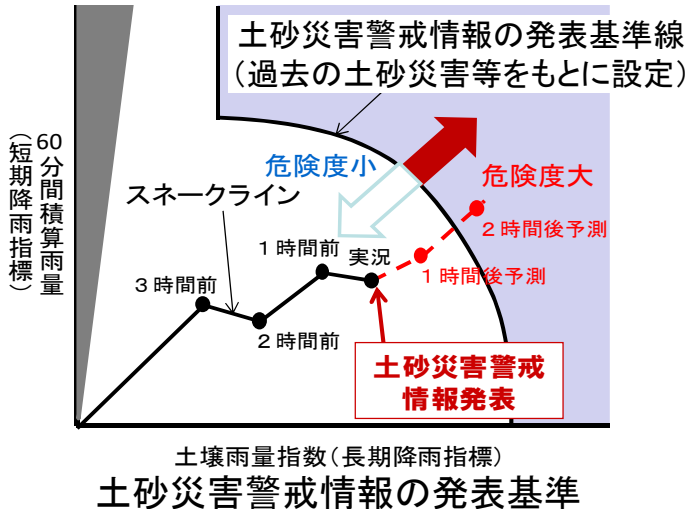 土砂災害警戒情報の発表基準線
（過去の土砂災害等をもとに設定）
60分間積算雨量
（短期降雨指標）
危険度小
危険度大
スネークライン
２時間後予測
１時間前
実況
１時間後予測
３時間前
２時間前
土砂災害警戒
情報発表
土壌雨量指数（長期降雨指標）
土砂災害警戒情報の発表基準